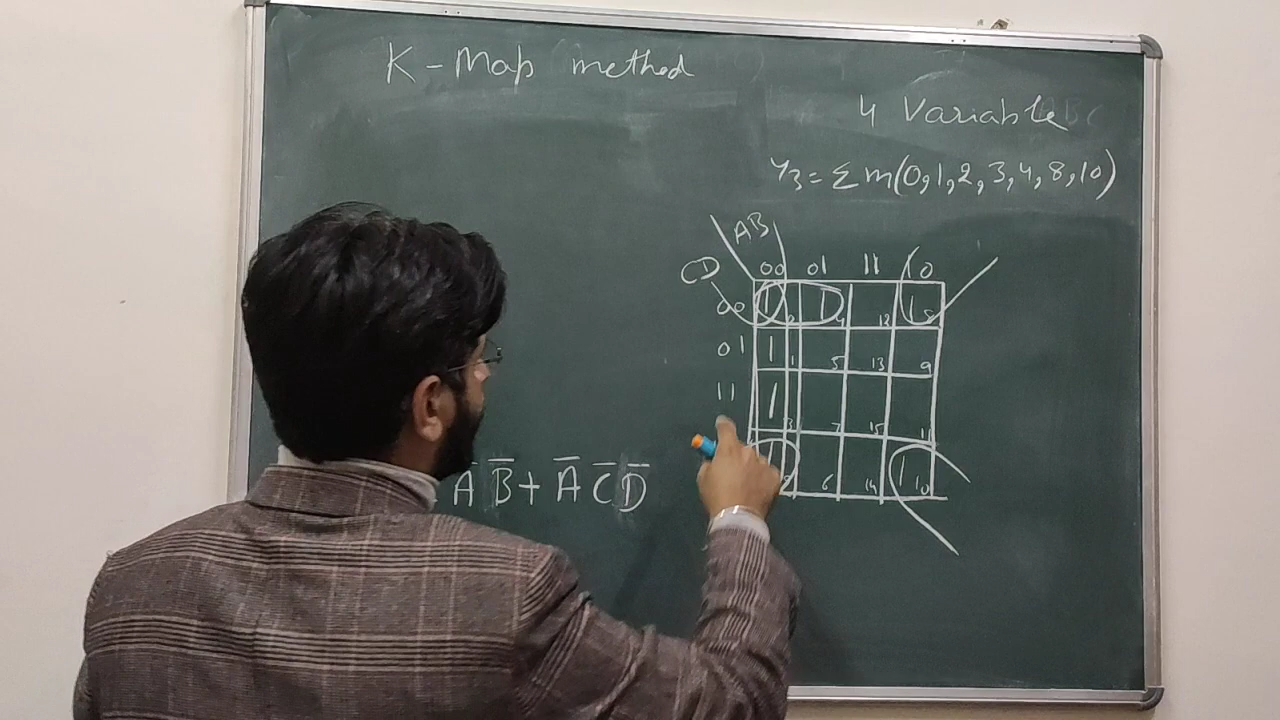 K-Map method
4 Variable
Y3 = Σ m(0,1,2,3,4,8,10)
AB
CD 00 01 11 10
00 1 0 1 4 12 1 8
01 1 1 5 13 9
11 1 3 7 15 11
1 2 6 14 1 10
A̅ B̅ + A̅ C̅ D̅